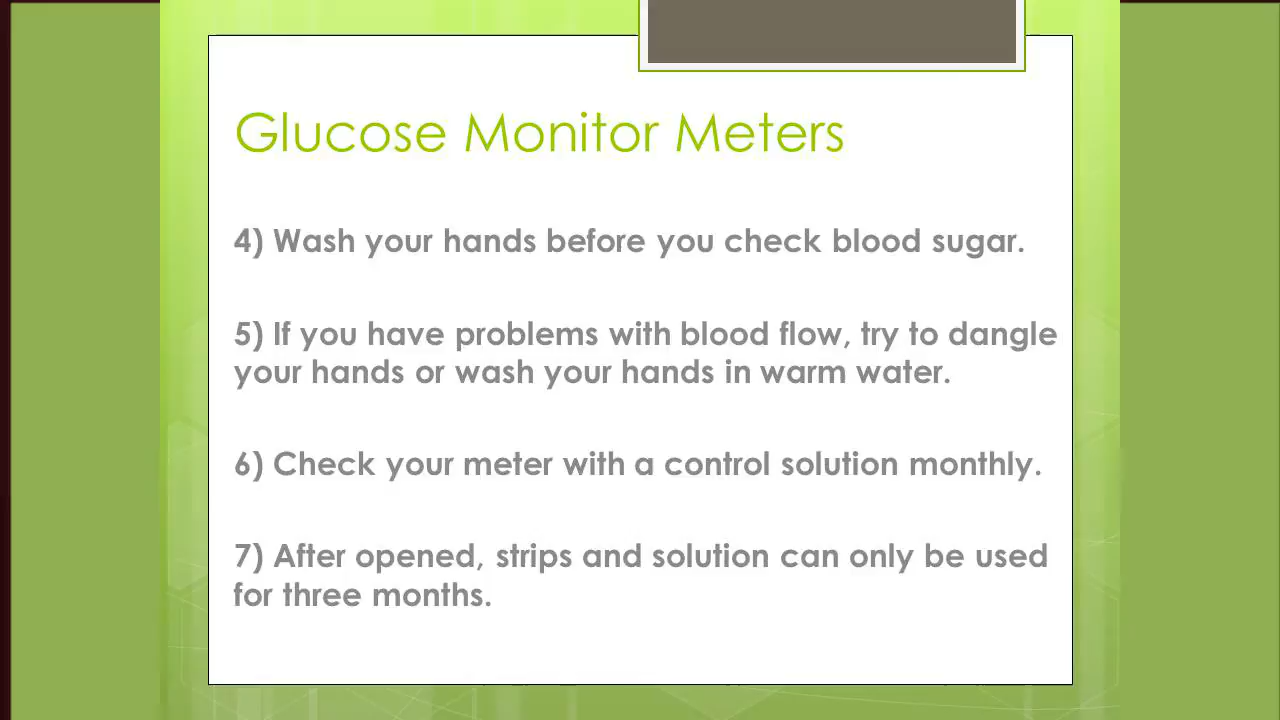 Glucose Monitor Meters
4) Wash your hands before you check blood sugar.
5) If you have problems with blood flow, try to dangle
your hands or wash your hands in warm water.
6) Check your meter with a control solution monthly.
7) After opened, strips and solution can only be used
for three months.